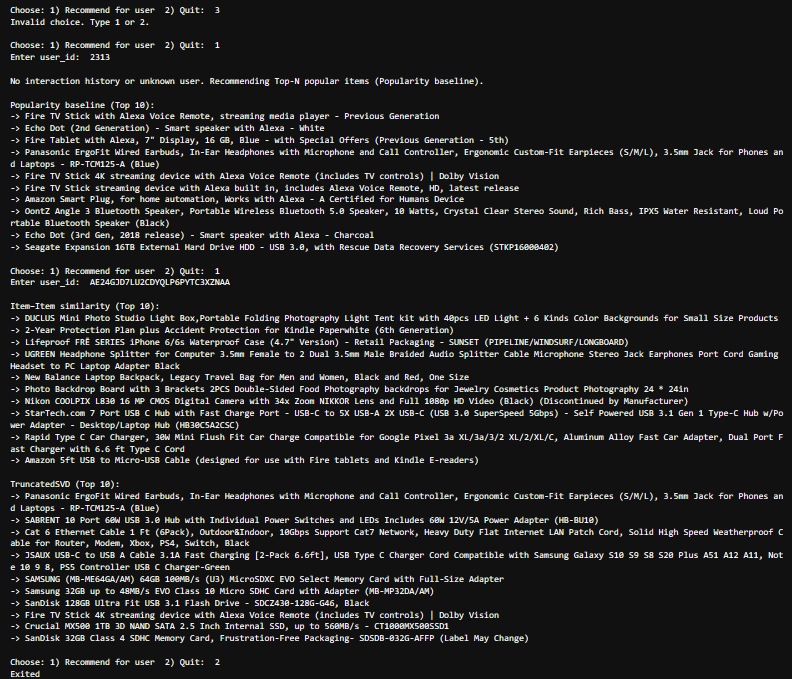 Choose: 1) Recommend for user  2) Quit:  3
Invalid choice. Type 1 or 2.
Choose: 1) Recommend for user  2) Quit:  1
Enter user_id:  2313
No interaction history or unknown user. Recommending Top-N popular items (Popularity baseline).
Popularity baseline (Top 10):
-> Fire TV Stick with Alexa Voice Remote, streaming media player - Previous Generation
-> Echo Dot (2nd Generation) - Smart speaker with Alexa - White
-> Fire Tablet with Alexa, 7" Display, 16 GB, Blue - with Special Offers (Previous Generation - 5th)
-> Panasonic ErgoFit Wired Earbuds, In-Ear Headphones with Microphone and Call Controller, Ergonomic Custom-Fit Earpieces (S/M/L), 3.5mm Jack for Phones an
d Laptops - RP-TCM125-A (Blue)
-> Fire TV Stick 4K streaming device with Alexa Voice Remote (includes TV controls) | Dolby Vision
-> Fire TV Stick streaming device with Alexa built in, includes Alexa Voice Remote, HD, latest release
-> Amazon Smart Plug, for home automation, Works with Alexa - A Certified for Humans Device
-> OontZ Angle 3 Bluetooth Speaker, Portable Wireless Bluetooth 5.0 Speaker, 10 Watts, Crystal Clear Stereo Sound, Rich Bass, IPX5 Water Resistant, Loud Po
rtable Bluetooth Speaker (Black)
-> Echo Dot (3rd Gen, 2018 release) - Smart speaker with Alexa - Charcoal
-> Seagate Expansion 16TB External Hard Drive HDD - USB 3.0, with Rescue Data Recovery Services (STKP16000402)
Choose: 1) Recommend for user  2) Quit:  1
Enter user_id:  AE24GJD7LU2CDYQLP6PYTC3XZNAA
Item-Item similarity (Top 10):
-> DUCLUS Mini Photo Studio Light Box,Portable Folding Photography Light Tent kit with 40pcs LED Light + 6 Kinds Color Backgrounds for Small Size Products
-> 2-Year Protection Plan plus Accident Protection for Kindle Paperwhite (6th Generation)
-> Lifeproof FRĒ SERIES iPhone 6/6s Waterproof Case (4.7" Version) - Retail Packaging - SUNSET (PIPELINE/WINDSURF/LONGBOARD)
-> UGREEN Headphone Splitter for Computer 3.5mm Female to 2 Dual 3.5mm Male Braided Audio Splitter Cable Microphone Stereo Jack Earphones Port Cord Gaming
Headset to PC Laptop Adapter Black
-> New Balance Laptop Backpack, Legacy Travel Bag for Men and Women, Black and Red, One Size
-> Photo Backdrop Board with 3 Brackets 2PCS Double-Sided Food Photography backdrops for Jewelry Cosmetics Product Photography 24 * 24in
-> Nikon COOLPIX L830 16 MP CMOS Digital Camera with 34x Zoom NIKKOR Lens and Full 1080p HD Video (Black) (Discontinued by Manufacturer)
-> StarTech.com 7 Port USB C Hub with Fast Charge Port - USB-C to 5X USB-A 2X USB-C (USB 3.0 SuperSpeed 5Gbps) - Self Powered USB 3.1 Gen 1 Type-C Hub w/Po
wer Adapter - Desktop/Laptop Hub (HB30C5A2CSC)
-> Rapid Type C Car Charger, 30W Mini Flush Fit Car Charge Compatible for Google Pixel 3a XL/3a/3/2 XL/2/XL/C, Aluminum Alloy Fast Car Adapter, Dual Port F
ast Charger with 6.6 ft Type C Cord
-> Amazon 5ft USB to Micro-USB Cable (designed for use with Fire tablets and Kindle E-readers)
TruncatedSVD (Top 10):
-> Panasonic ErgoFit Wired Earbuds, In-Ear Headphones with Microphone and Call Controller, Ergonomic Custom-Fit Earpieces (S/M/L), 3.5mm Jack for Phones an
d Laptops - RP-TCM125-A (Blue)
-> SABRENT 10 Port 60W USB 3.0 Hub with Individual Power Switches and LEDs Includes 60W 12V/5A Power Adapter (HB-BU10)
-> Cat 6 Ethernet Cable 1 Ft (6Pack), Outdoor&Indoor, 10Gbps Support Cat7 Network, Heavy Duty Flat Internet LAN Patch Cord, Solid High Speed Weatherproof C
able for Router, Modem, Xbox, PS4, Switch, Black
-> JSAUX USB-C to USB A Cable 3.1A Fast Charging [2-Pack 6.6ft], USB Type C Charger Cord Compatible with Samsung Galaxy S10 S9 S8 S20 Plus A51 A12 A11, Not
e 10 9 8, PS5 Controller USB C Charger-Green
-> SAMSUNG (MB-ME64GA/AM) 64GB 100MB/s (U3) MicroSDXC EVO Select Memory Card with Full-Size Adapter
-> Samsung 32GB up to 48MB/s EVO Class 10 Micro SDHC Card with Adapter (MB-MP32DA/AM)
-> SanDisk 128GB Ultra Fit USB 3.1 Flash Drive - SDCZ430-128G-G46, Black
-> Fire TV Stick 4K streaming device with Alexa Voice Remote (includes TV controls) | Dolby Vision
-> Crucial MX500 1TB 3D NAND SATA 2.5 Inch Internal SSD, up to 560MB/s - CT1000MX500SSD1
-> SanDisk 32GB Class 4 SDHC Memory Card, Frustration-Free Packaging- SDSDB-032G-AFFP (Label May Change)
Choose: 1) Recommend for user  2) Quit:  2
Exited